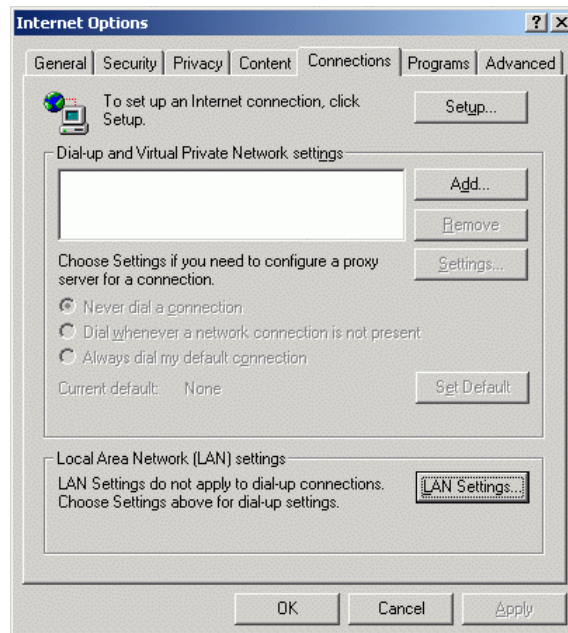 Internet Options
General Security Privacy Content Connections Programs Advanced
To set up an Internet connection, click
Setup.
Setup...
Dial-up and Virtual Private Network settings
Add...
Remove
Choose Settings if you need to configure a proxy
server for a connection.
Settings...
Never dial a connection
Dial whenever a network connection is not present
Always dial my default connection
Current default: None
Set Default
Local Area Network (LAN) settings
LAN Settings do not apply to dial-up connections.
Choose Settings above for dial-up settings.
LAN Settings...
OK Cancel Apply